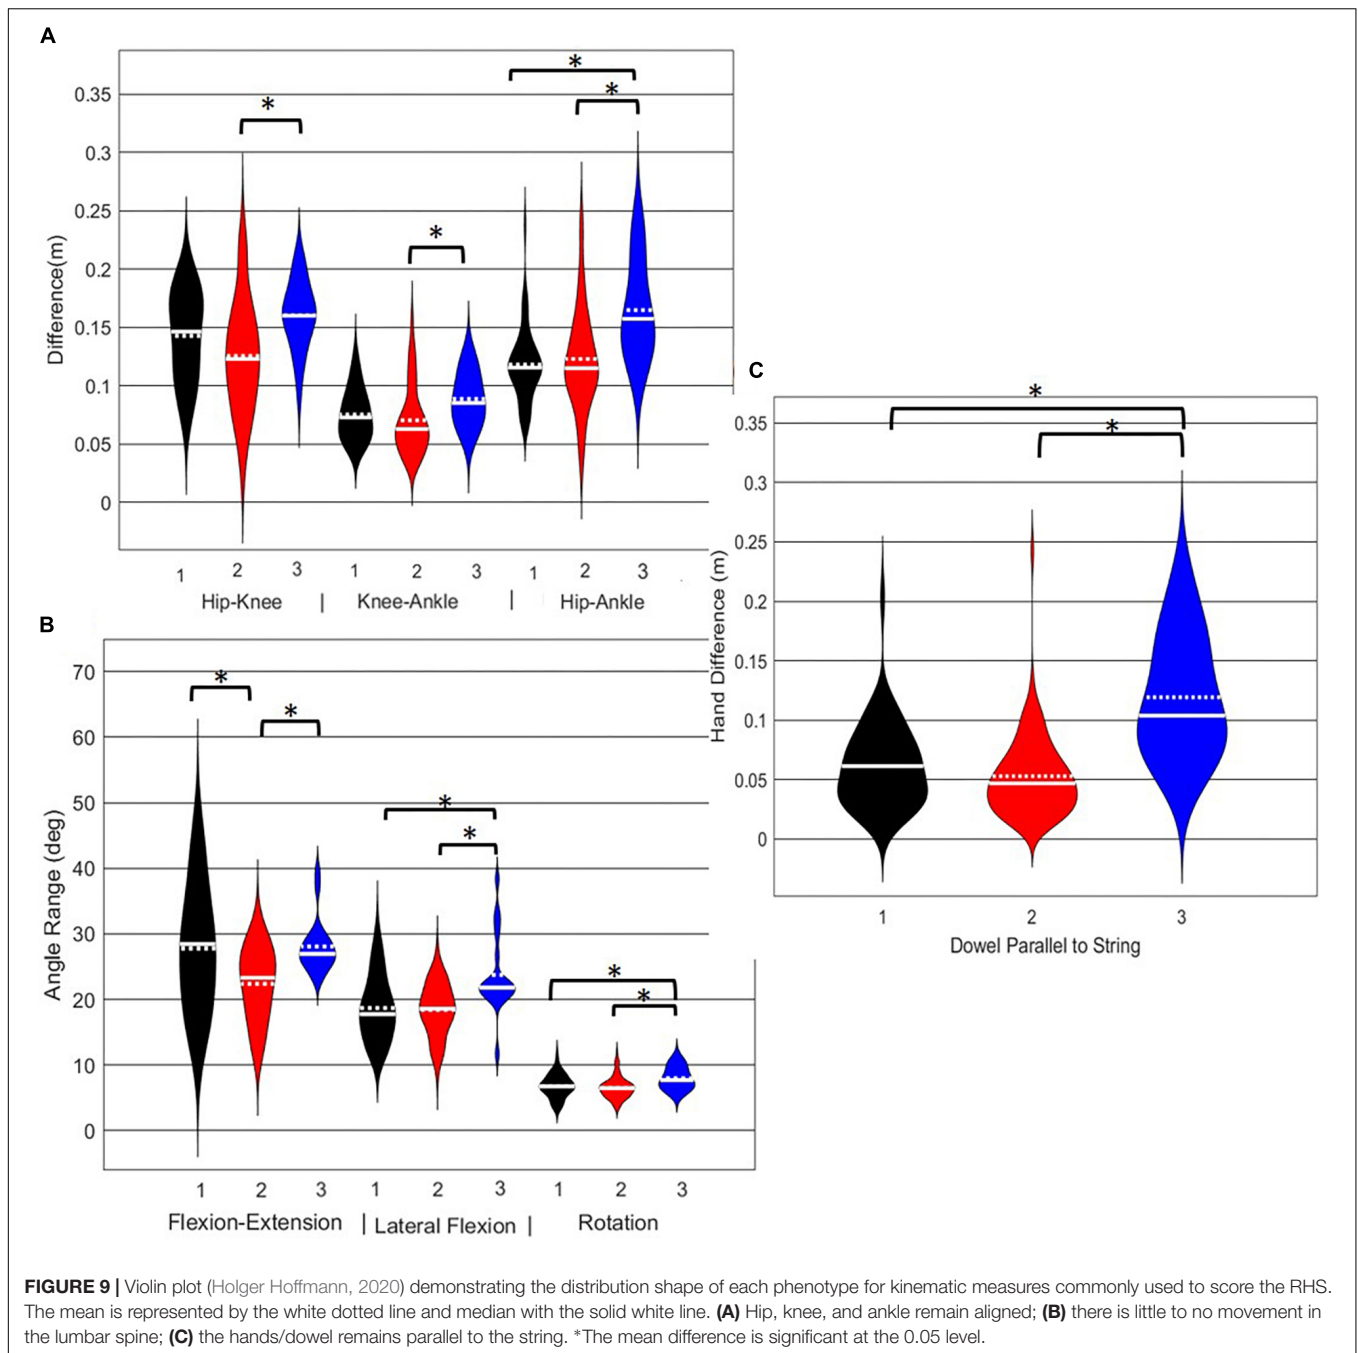 A
*
*
*
*
0.35
0.3
0.25
0.2
0.15
0.1
0.05
0
Difference(m)
1 2 3 1 2 3 1 2 3
Hip-Knee | Knee-Ankle | Hip-Ankle
B
*
*
*
*
*
*
70
60
50
40
30
20
10
0
Angle Range (deg)
1 2 3 1 2 3 1 2 3
Flexion-Extension | Lateral Flexion | Rotation
C
*
*
0.35
0.3
0.25
0.2
0.15
0.1
0.05
0
Hand Difference (m)
1 2 3
Dowel Parallel to String
FIGURE 9 | Violin plot (Holger Hoffmann, 2020) demonstrating the distribution shape of each phenotype for kinematic measures commonly used to score the RHS.
The mean is represented by the white dotted line and median with the solid white line. (A) Hip, knee, and ankle remain aligned; (B) there is little to no movement in
the lumbar spine; (C) the hands/dowel remains parallel to the string. *The mean difference is significant at the 0.05 level.